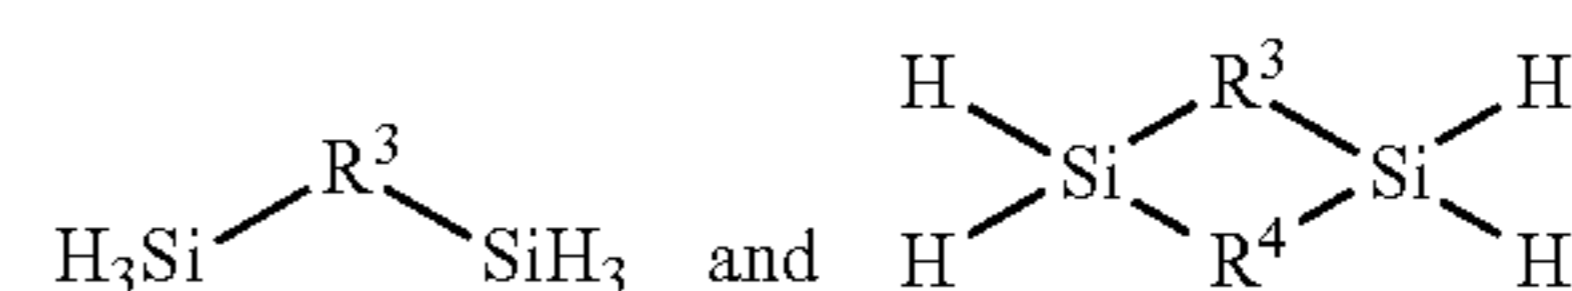 H R³ H
R³ Si Si
H₃Si SiH₃ and H R⁴ H